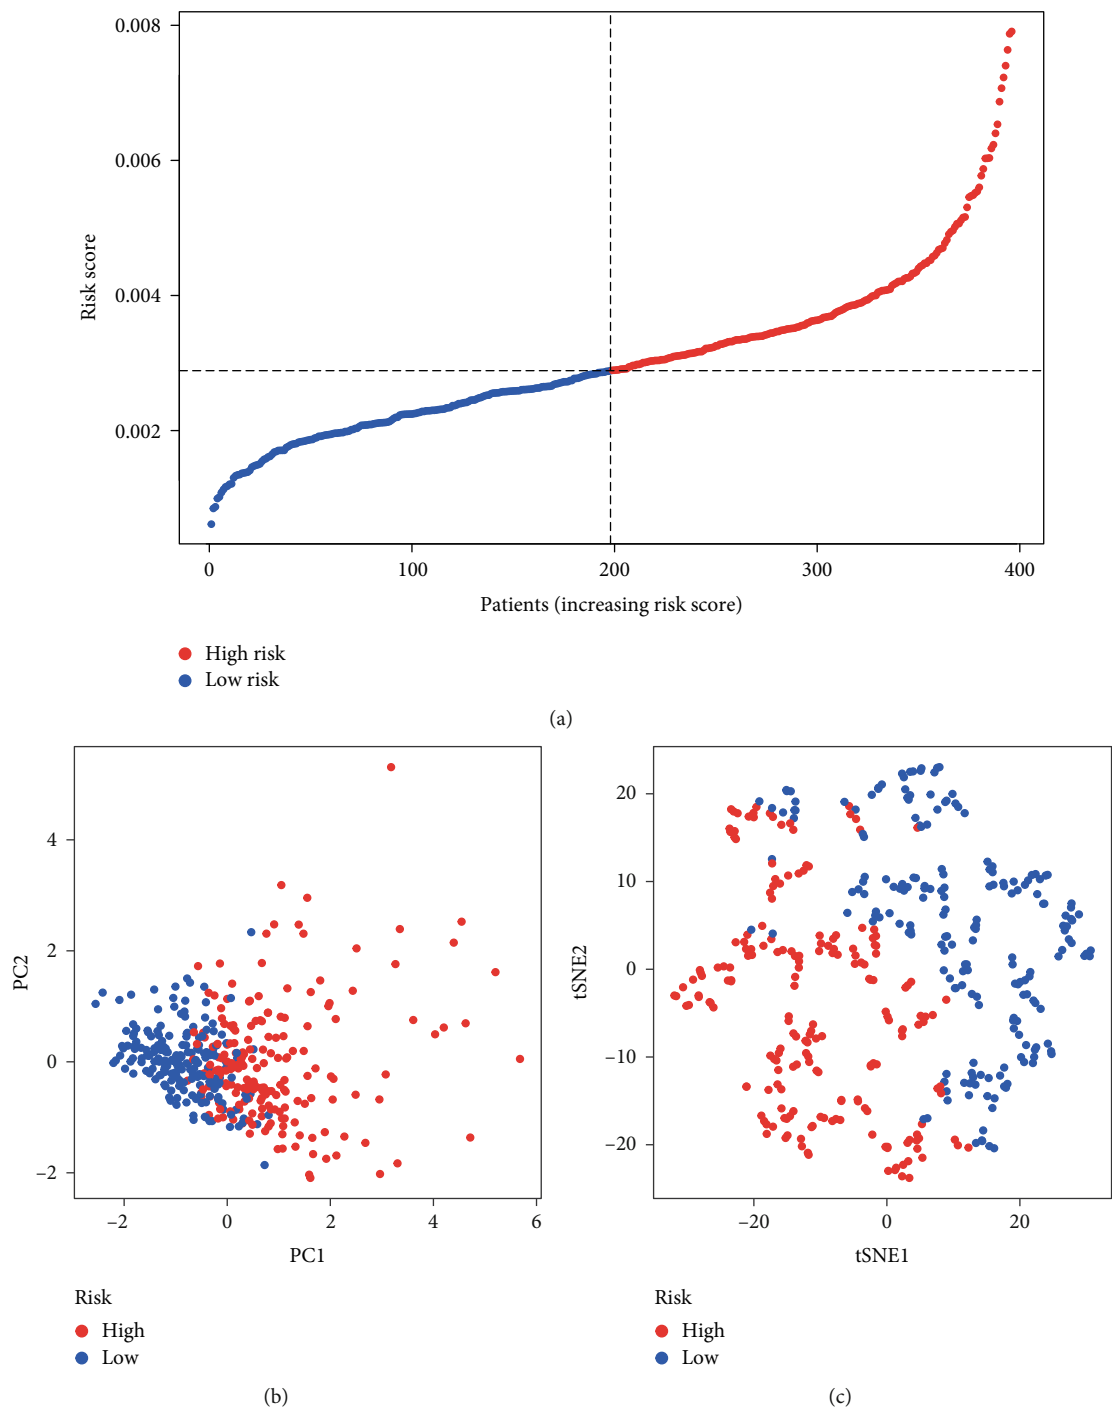 0.008
0.006
0.004
0.002
Risk score
0 100 200 300 400
Patients (increasing risk score)
High risk
Low risk
(a)
4
2
0
−2
PC2
−2 0 2 4 6
PC1
Risk
High
Low
(b)
20
10
0
−10
−20
tSNE2
−20 0 20
tSNE1
Risk
High
Low
(c)